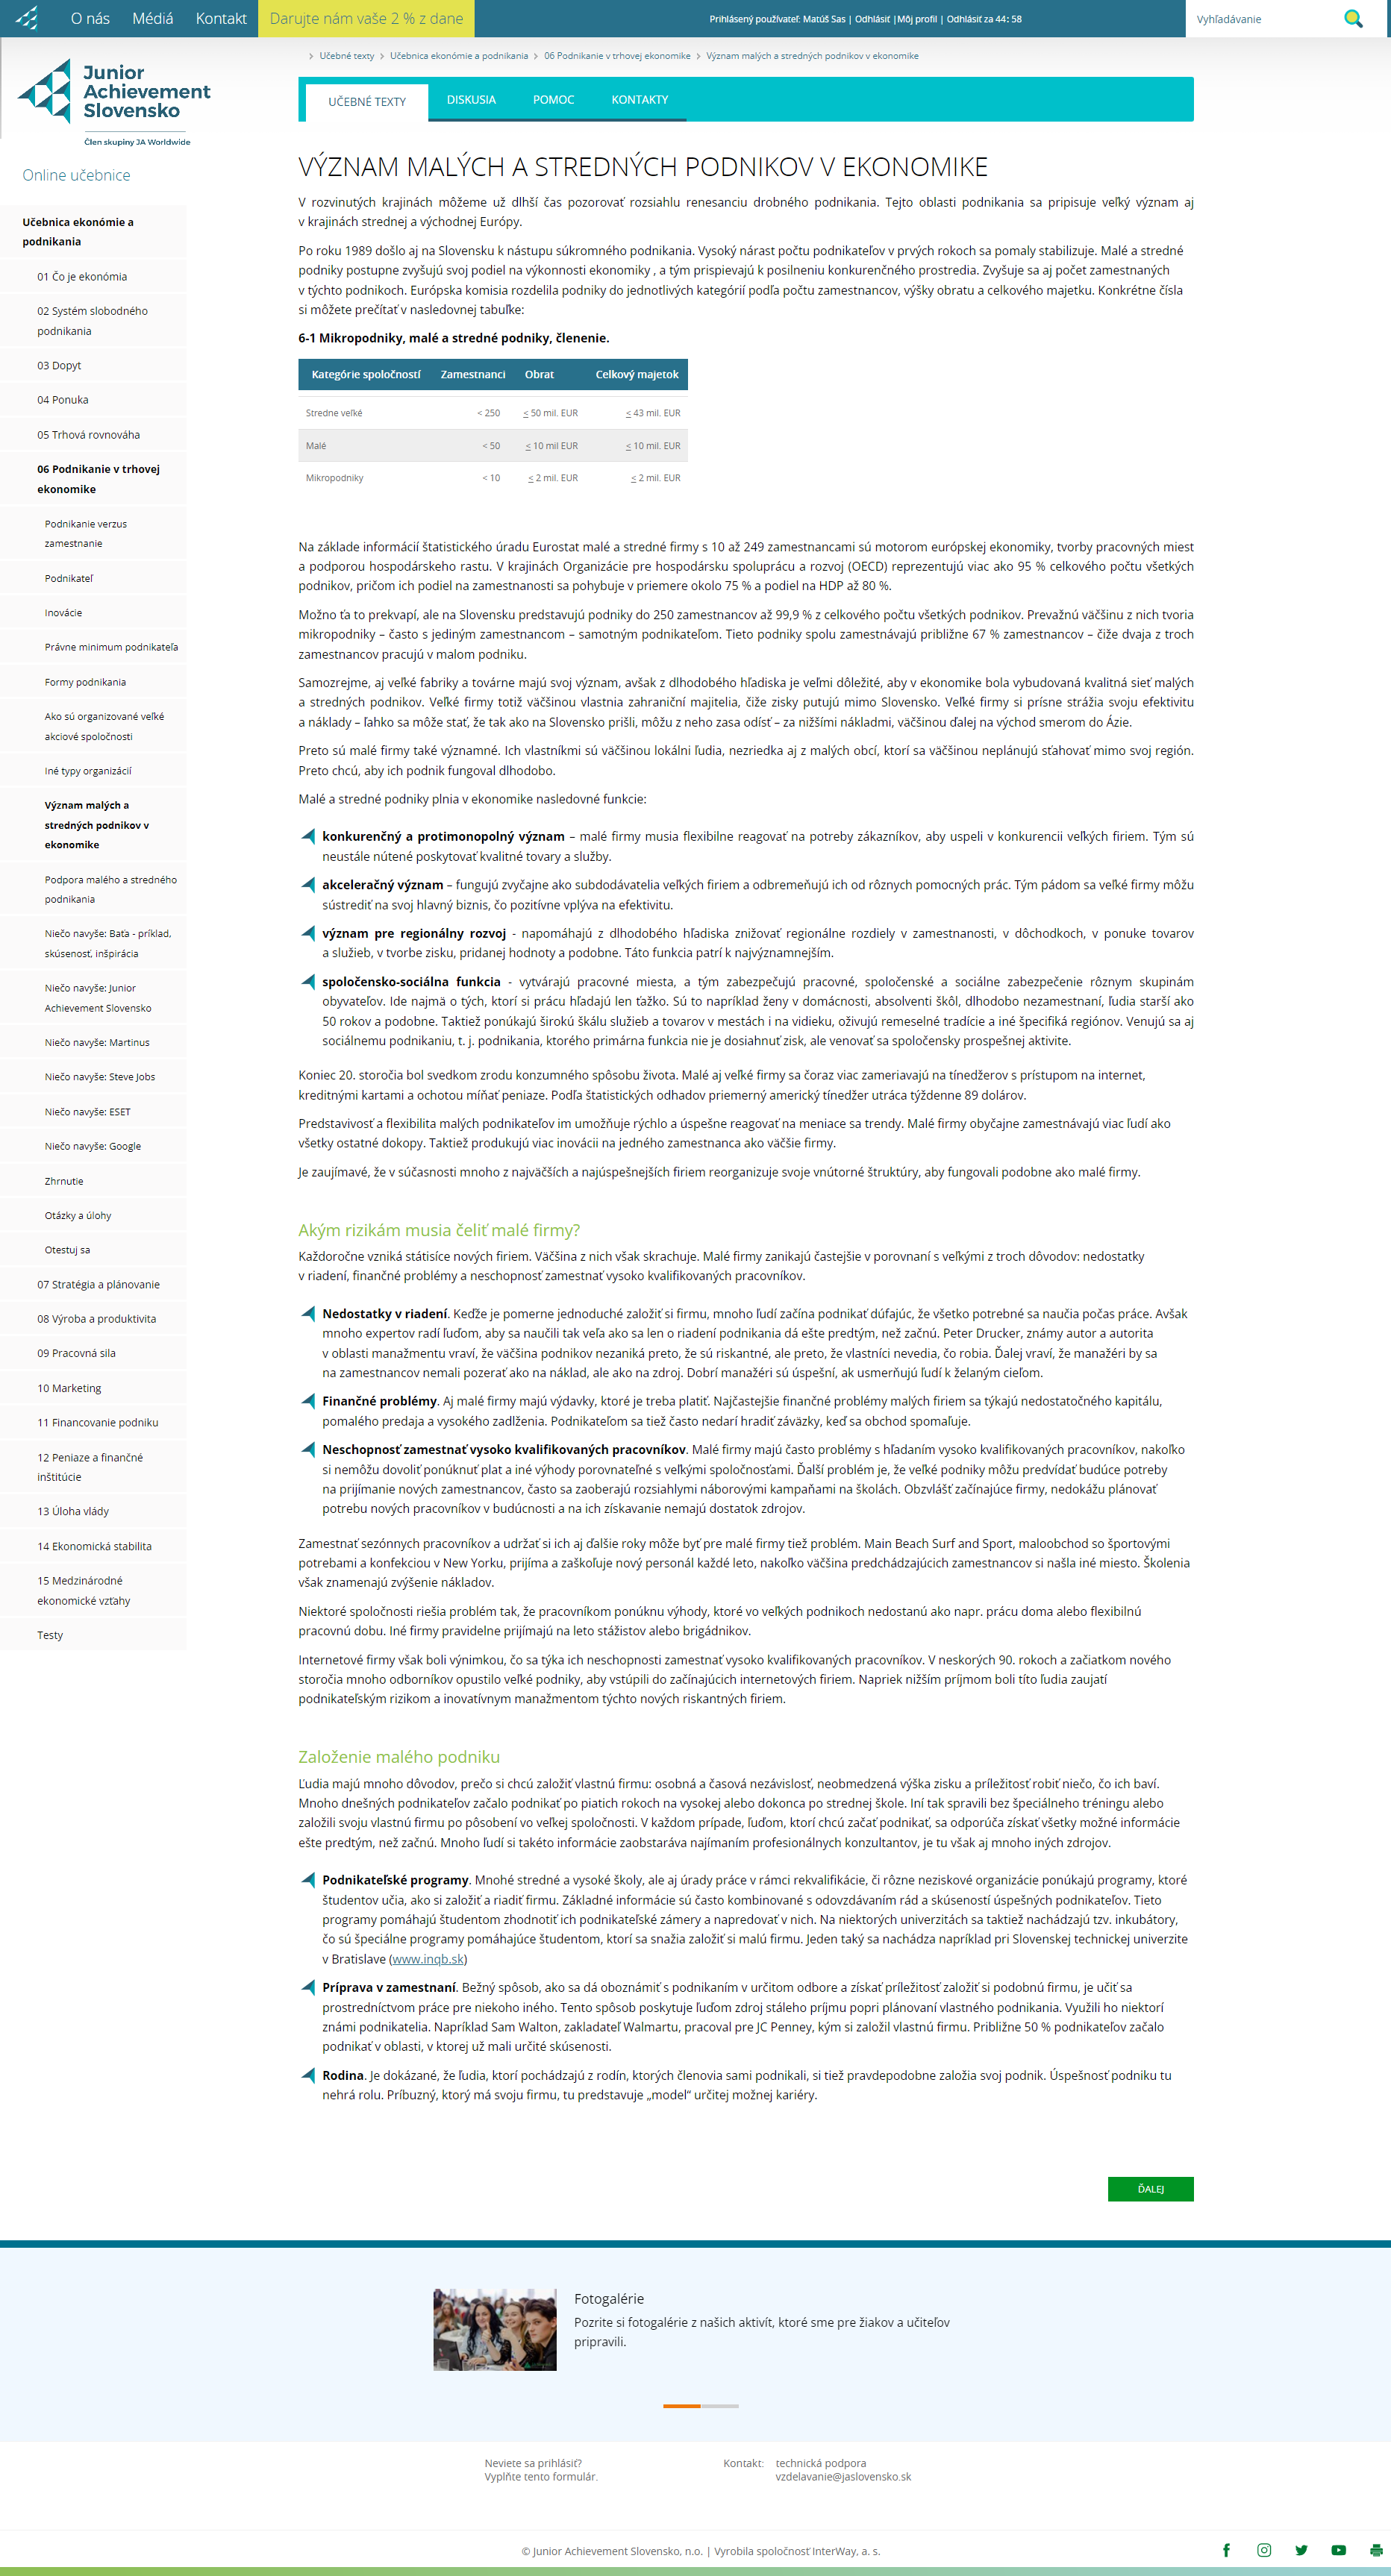 O nás
Médiá
Kontakt
Darujte nám vaše 2 % z dane
Prihlásený používateľ: Matúš Sas | Odhlásiť |Môj profil | Odhlásiť za 44: 58
Vyhľadávanie
Učebné texty
Učebnica ekonómie a podnikania
06 Podnikanie v trhovej ekonomike
Význam malých a stredných podnikov v ekonomike
Junior
Achievement
Slovensko
Člen skupiny JA Worldwide
UČEBNÉ TEXTY
DISKUSIA
POMOC
KONTAKTY
Online učebnice
Učebnica ekonómie a
podnikania
01 Čo je ekonómia
02 Systém slobodného
podnikania
03 Dopyt
04 Ponuka
05 Trhová rovnováha
06 Podnikanie v trhovej
ekonomike
Podnikanie verzus
zamestnanie
Podnikateľ
Inovácie
Právne minimum podnikateľa
Formy podnikania
Ako sú organizované veľké
akciové spoločnosti
Iné typy organizácií
Význam malých a
stredných podnikov v
ekonomike
Podpora malého a stredného
podnikania
Niečo navyše: Baťa - príklad,
skúsenosť, inšpirácia
Niečo navyše: Junior
Achievement Slovensko
Niečo navyše: Martinus
Niečo navyše: Steve Jobs
Niečo navyše: ESET
Niečo navyše: Google
Zhrnutie
Otázky a úlohy
Otestuj sa
07 Stratégia a plánovanie
08 Výroba a produktivita
09 Pracovná sila
10 Marketing
11 Financovanie podniku
12 Peniaze a finančné
inštitúcie
13 Úloha vlády
14 Ekonomická stabilita
15 Medzinárodné
ekonomické vzťahy
Testy
VÝZNAM MALÝCH A STREDNÝCH PODNIKOV V EKONOMIKE
V rozvinutých krajinách môžeme už dlhší čas pozorovať rozsiahlu renesanciu drobného podnikania. Tejto oblasti podnikania sa pripisuje veľký význam aj
v krajinách strednej a východnej Európy.
Po roku 1989 došlo aj na Slovensku k nástupu súkromného podnikania. Vysoký nárast počtu podnikateľov v prvých rokoch sa pomaly stabilizuje. Malé a stredné
podniky postupne zvyšujú svoj podiel na výkonnosti ekonomiky , a tým prispievajú k posilneniu konkurenčného prostredia. Zvyšuje sa aj počet zamestnaných
v týchto podnikoch. Európska komisia rozdelila podniky do jednotlivých kategórií podľa počtu zamestnancov, výšky obratu a celkového majetku. Konkrétne čísla
si môžete prečítať v nasledovnej tabuľke:
6-1 Mikropodniky, malé a stredné podniky, členenie.
Kategórie spoločností Zamestnanci Obrat Celkový majetok
Stredne veľké < 250 < 50 mil. EUR < 43 mil. EUR
Malé < 50 < 10 mil EUR < 10 mil. EUR
Mikropodniky < 10 < 2 mil. EUR < 2 mil. EUR
Na základe informácií štatistického úradu Eurostat malé a stredné firmy s 10 až 249 zamestnancami sú motorom európskej ekonomiky, tvorby pracovných miest
a podporou hospodárskeho rastu. V krajinách Organizácie pre hospodársku spoluprácu a rozvoj (OECD) reprezentujú viac ako 95 % celkového počtu všetkých
podnikov, pričom ich podiel na zamestnanosti sa pohybuje v priemere okolo 75 % a podiel na HDP až 80 %.
Možno ťa to prekvapí, ale na Slovensku predstavujú podniky do 250 zamestnancov až 99,9 % z celkového počtu všetkých podnikov. Prevažnú väčšinu z nich tvoria
mikropodniky – často s jediným zamestnancom – samotným podnikateľom. Tieto podniky spolu zamestnávajú približne 67 % zamestnancov – čiže dvaja z troch
zamestnancov pracujú v malom podniku.
Samozrejme, aj veľké fabriky a továrne majú svoj význam, avšak z dlhodobého hľadiska je veľmi dôležité, aby v ekonomike bola vybudovaná kvalitná sieť malých
a stredných podnikov. Veľké firmy totiž väčšinou vlastnia zahraniční majitelia, čiže zisky putujú mimo Slovensko. Veľké firmy si prísne strážia svoju efektivitu
a náklady – ľahko sa môže stať, že tak ako na Slovensko prišli, môžu z neho zasa odísť – za nižšími nákladmi, väčšinou ďalej na východ smerom do Ázie.
Preto sú malé firmy také významné. Ich vlastníkmi sú väčšinou lokálni ľudia, nezriedka aj z malých obcí, ktorí sa väčšinou neplánujú sťahovať mimo svoj región.
Preto chcú, aby ich podnik fungoval dlhodobo.
Malé a stredné podniky plnia v ekonomike nasledovné funkcie:
konkurenčný a protimonopolný význam – malé firmy musia flexibilne reagovať na potreby zákazníkov, aby uspeli v konkurencii veľkých firiem. Tým sú
neustále nútené poskytovať kvalitné tovary a služby.
akceleračný význam – fungujú zvyčajne ako subdodávatelia veľkých firiem a odbremeňujú ich od rôznych pomocných prác. Tým pádom sa veľké firmy môžu
sústrediť na svoj hlavný biznis, čo pozitívne vplýva na efektivitu.
význam pre regionálny rozvoj - napomáhajú z dlhodobého hľadiska znižovať regionálne rozdiely v zamestnanosti, v dôchodkoch, v ponuke tovarov
a služieb, v tvorbe zisku, pridanej hodnoty a podobne. Táto funkcia patrí k najvýznamnejším.
spoločensko-sociálna funkcia - vytvárajú pracovné miesta, a tým zabezpečujú pracovné, spoločenské a sociálne zabezpečenie rôznym skupinám
obyvateľov. Ide najmä o tých, ktorí si prácu hľadajú len ťažko. Sú to napríklad ženy v domácnosti, absolventi škôl, dlhodobo nezamestnaní, ľudia starší ako
50 rokov a podobne. Taktiež ponúkajú širokú škálu služieb a tovarov v mestách i na vidieku, oživujú remeselné tradície a iné špecifiká regiónov. Venujú sa aj
sociálnemu podnikaniu, t. j. podnikania, ktorého primárna funkcia nie je dosiahnuť zisk, ale venovať sa spoločensky prospešnej aktivite.
Koniec 20. storočia bol svedkom zrodu konzumného spôsobu života. Malé aj veľké firmy sa čoraz viac zameriavajú na tínedžerov s prístupom na internet,
kreditnými kartami a ochotou míňať peniaze. Podľa štatistických odhadov priemerný americký tínedžer utráca týždenne 89 dolárov.
Predstavivosť a flexibilita malých podnikateľov im umožňuje rýchlo a úspešne reagovať na meniace sa trendy. Malé firmy obyčajne zamestnávajú viac ľudí ako
všetky ostatné dokopy. Taktiež produkujú viac inovácii na jedného zamestnanca ako väčšie firmy.
Je zaujímavé, že v súčasnosti mnoho z najväčších a najúspešnejších firiem reorganizuje svoje vnútorné štruktúry, aby fungovali podobne ako malé firmy.
Akým rizikám musia čeliť malé firmy?
Každoročne vzniká státisíce nových firiem. Väčšina z nich však skrachuje. Malé firmy zanikajú častejšie v porovnaní s veľkými z troch dôvodov: nedostatky
v riadení, finančné problémy a neschopnosť zamestnať vysoko kvalifikovaných pracovníkov.
Nedostatky v riadení. Keďže je pomerne jednoduché založiť si firmu, mnoho ľudí začína podnikať dúfajúc, že všetko potrebné sa naučia počas práce. Avšak
mnoho expertov radí ľuďom, aby sa naučili tak veľa ako sa len o riadení podnikania dá ešte predtým, než začnú. Peter Drucker, známy autor a autorita
v oblasti manažmentu vraví, že väčšina podnikov nezaniká preto, že sú riskantné, ale preto, že vlastníci nevedia, čo robia. Ďalej vraví, že manažéri by sa
na zamestnancov nemali pozerať ako na náklad, ale ako na zdroj. Dobrí manažéri sú úspešní, ak usmerňujú ľudí k želaným cieľom.
Finančné problémy. Aj malé firmy majú výdavky, ktoré je treba platiť. Najčastejšie finančné problémy malých firiem sa týkajú nedostatočného kapitálu,
pomalého predaja a vysokého zadlženia. Podnikateľom sa tiež často nedarí hradiť záväzky, keď sa obchod spomaľuje.
Neschopnosť zamestnať vysoko kvalifikovaných pracovníkov. Malé firmy majú často problémy s hľadaním vysoko kvalifikovaných pracovníkov, nakoľko
si nemôžu dovoliť ponúknuť plat a iné výhody porovnateľné s veľkými spoločnosťami. Ďalší problém je, že veľké podniky môžu predvídať budúce potreby
na prijímanie nových zamestnancov, často sa zaoberajú rozsiahlymi náborovými kampaňami na školách. Obzvlášť začínajúce firmy, nedokážu plánovať
potrebu nových pracovníkov v budúcnosti a na ich získavanie nemajú dostatok zdrojov.
Zamestnať sezónnych pracovníkov a udržať si ich aj ďalšie roky môže byť pre malé firmy tiež problém. Main Beach Surf and Sport, maloobchod so športovými
potrebami a konfekciou v New Yorku, prijíma a zaškoľuje nový personál každé leto, nakoľko väčšina predchádzajúcich zamestnancov si našla iné miesto. Školenia
však znamenajú zvýšenie nákladov.
Niektoré spoločnosti riešia problém tak, že pracovníkom ponúknu výhody, ktoré vo veľkých podnikoch nedostanú ako napr. prácu doma alebo flexibilnú
pracovnú dobu. Iné firmy pravidelne prijímajú na leto stážistov alebo brigádnikov.
Internetové firmy však boli výnimkou, čo sa týka ich neschopnosti zamestnať vysoko kvalifikovaných pracovníkov. V neskorých 90. rokoch a začiatkom nového
storočia mnoho odborníkov opustilo veľké podniky, aby vstúpili do začínajúcich internetových firiem. Napriek nižším príjmom boli títo ľudia zaujatí
podnikateľským rizikom a inovatívnym manažmentom týchto nových riskantných firiem.
Založenie malého podniku
Ľudia majú mnoho dôvodov, prečo si chcú založiť vlastnú firmu: osobná a časová nezávislosť, neobmedzená výška zisku a príležitosť robiť niečo, čo ich baví.
Mnoho dnešných podnikateľov začalo podnikať po piatich rokoch na vysokej alebo dokonca po strednej škole. Iní tak spravili bez špeciálneho tréningu alebo
založili svoju vlastnú firmu po pôsobení vo veľkej spoločnosti. V každom prípade, ľuďom, ktorí chcú začať podnikať, sa odporúča získať všetky možné informácie
ešte predtým, než začnú. Mnoho ľudí si takéto informácie zaobstaráva najímaním profesionálnych konzultantov, je tu však aj mnoho iných zdrojov.
Podnikateľské programy. Mnohé stredné a vysoké školy, ale aj úrady práce v rámci rekvalifikácie, či rôzne neziskové organizácie ponúkajú programy, ktoré
študentov učia, ako si založiť a riadiť firmu. Základné informácie sú často kombinované s odovzdávaním rád a skúseností úspešných podnikateľov. Tieto
programy pomáhajú študentom zhodnotiť ich podnikateľské zámery a napredovať v nich. Na niektorých univerzitách sa taktiež nachádzajú tzv. inkubátory,
čo sú špeciálne programy pomáhajúce študentom, ktorí sa snažia založiť si malú firmu. Jeden taký sa nachádza napríklad pri Slovenskej technickej univerzite
v Bratislave (www.inqb.sk)
Príprava v zamestnaní. Bežný spôsob, ako sa dá oboznámiť s podnikaním v určitom odbore a získať príležitosť založiť si podobnú firmu, je učiť sa
prostredníctvom práce pre niekoho iného. Tento spôsob poskytuje ľuďom zdroj stáleho príjmu popri plánovaní vlastného podnikania. Využili ho niektorí
známi podnikatelia. Napríklad Sam Walton, zakladateľ Walmartu, pracoval pre JC Penney, kým si založil vlastnú firmu. Približne 50 % podnikateľov začalo
podnikať v oblasti, v ktorej už mali určité skúsenosti.
Rodina. Je dokázané, že ľudia, ktorí pochádzajú z rodín, ktorých členovia sami podnikali, si tiež pravdepodobne založia svoj podnik. Úspešnosť podniku tu
nehrá rolu. Príbuzný, ktorý má svoju firmu, tu predstavuje „model“ určitej možnej kariéry.
ĎALEJ
Fotogalérie
Pozrite si fotogalérie z našich aktivít, ktoré sme pre žiakov a učiteľov
pripravili.
Neviete sa prihlásiť?
Vyplňte tento formulár.
Kontakt: technická podpora
vzdelavanie@jaslovensko.sk
© Junior Achievement Slovensko, n.o. | Vyrobila spoločnosť InterWay, a. s.